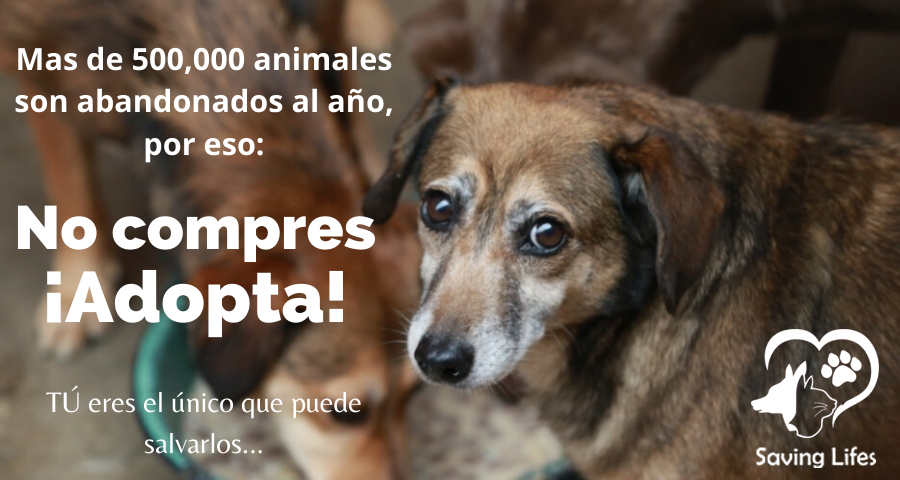 Mas de 500,000 animales
son abandonados al año,
por eso:
No compres
¡Adopta!
TÚ eres el único que puede
salvarlos...
Saving Lifes